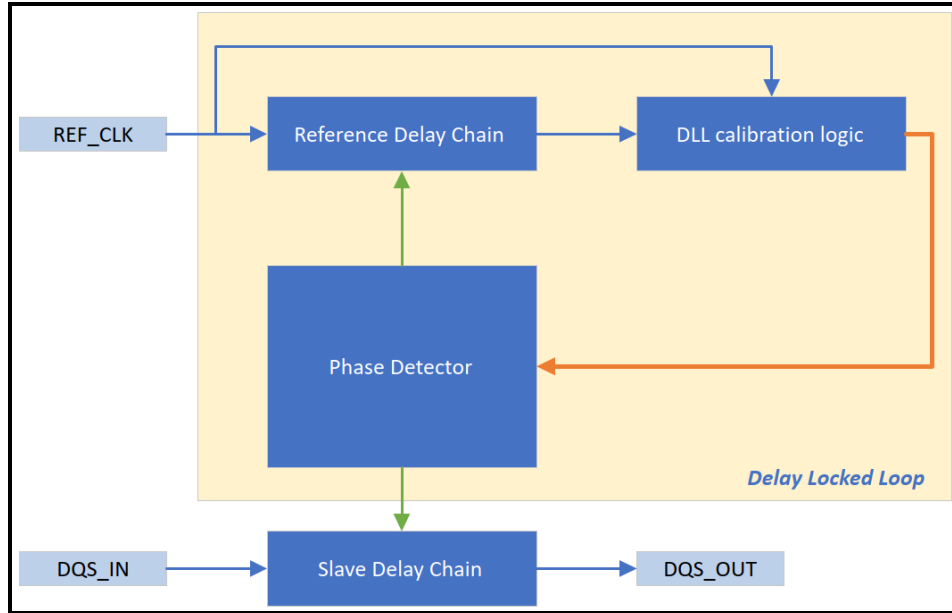 REF_CLK
Reference Delay Chain
DLL calibration logic
Phase Detector
Delay Locked Loop
DQS_IN
Slave Delay Chain
DQS_OUT